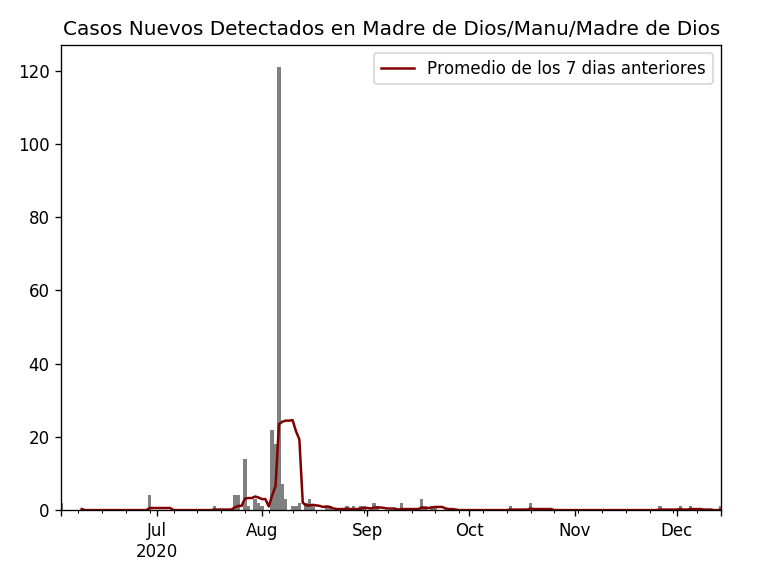 Casos Nuevos Detectados en Madre de Dios/Manu/Madre de Dios
Promedio de los 7 dias anteriores
120
100
80
60
40
20
0
Jul Aug Sep Oct Nov Dec
2020